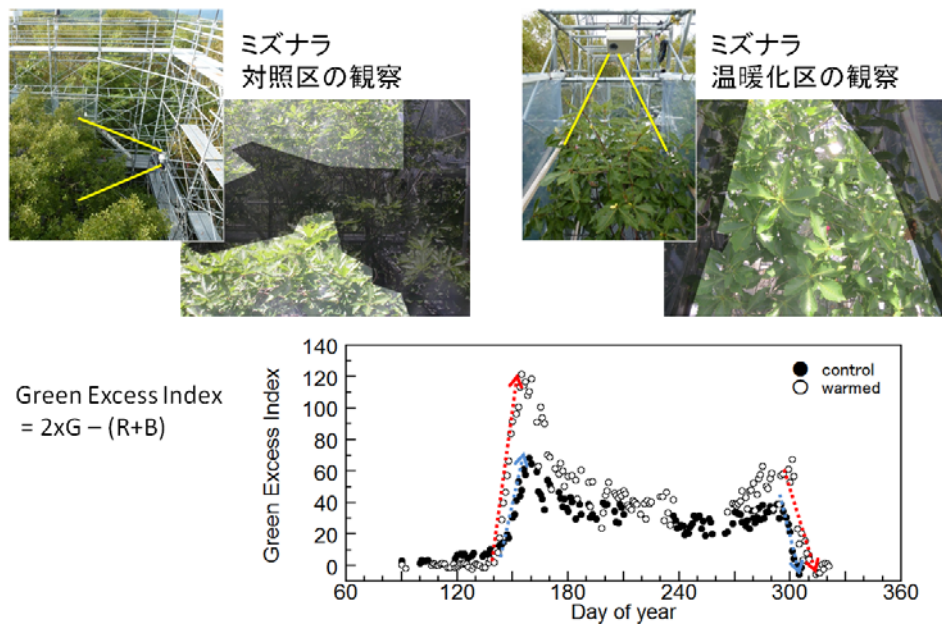 ミズナラ
対照区の観察
ミズナラ
温暖化区の観察
Green Excess Index
= 2xG – (R+B)
Green Excess Index
140
120
100
80
60
40
20
0
control
warmed
60
120
180
240
300
360
Day of year